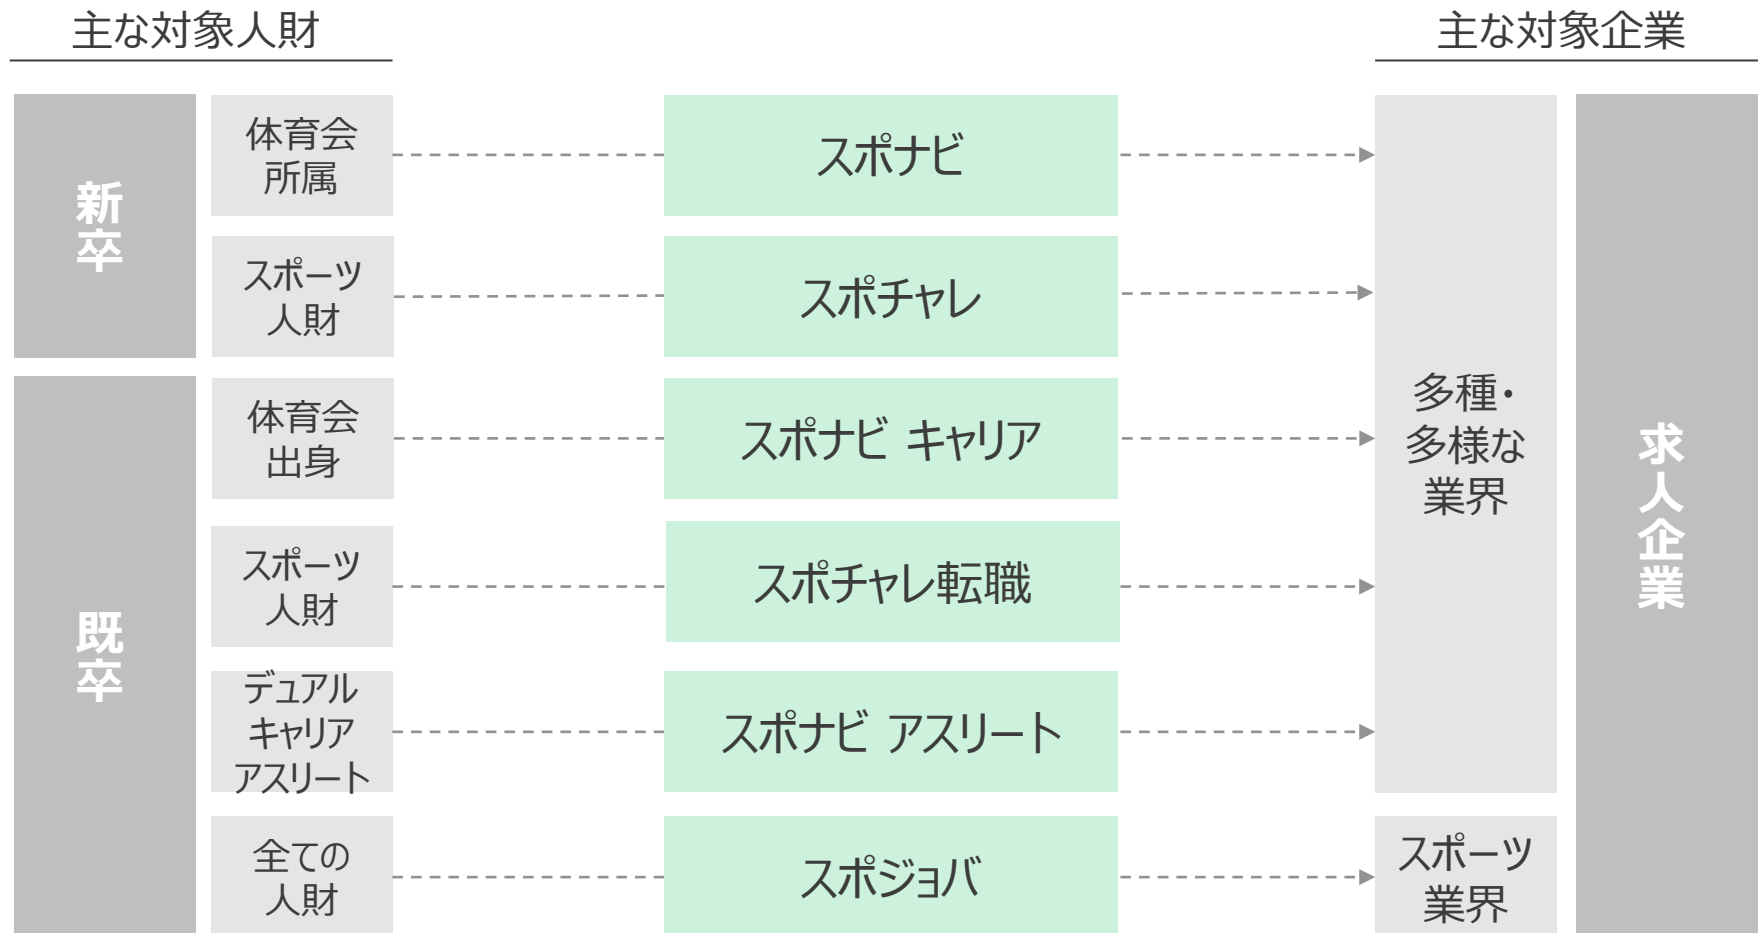 主な対象人財
主な対象企業
新卒
体育会
所属
スポナビ
スポーツ
人財
スポチャレ
既卒
体育会
出身
スポナビ キャリア
スポーツ
人財
スポチャレ転職
デュアル
キャリア
アスリート
スポナビ アスリート
全ての
人財
スポジョバ
多種・
多様な
業界
スポーツ
業界
求人企業